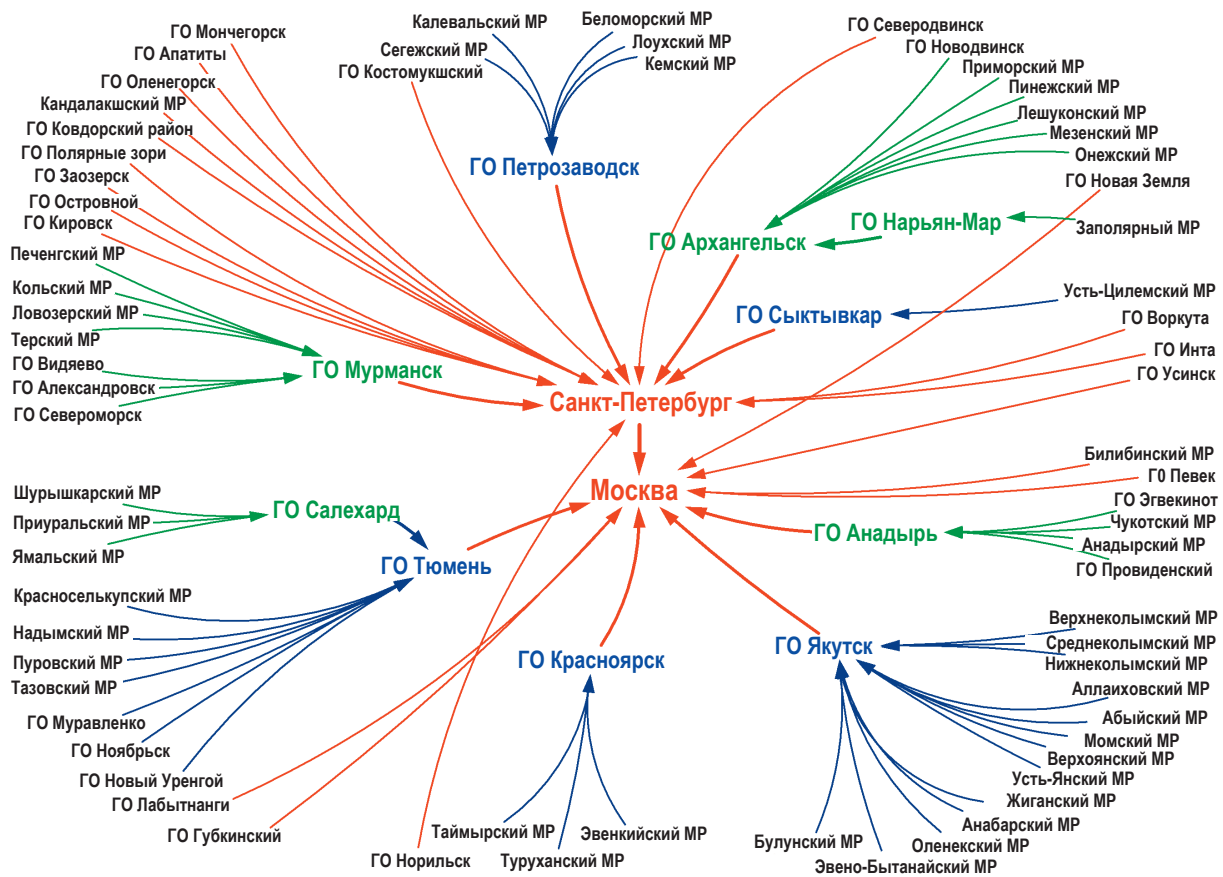 ГО Мончегорск
ГО Апатиты
ГО Оленегорск
Кандалакшский МР
ГО Ковдорский район
ГО Полярные зори
ГО Заозерск
ГО Островной
ГО Кировск
Печенгский МР
Кольский МР
Ловозерский МР
Терский МР
ГО Видяево
ГО Александровск
ГО Североморск
ГО Мурманск
Калевальский МР
Сегежский МР
ГО Костомукшский
Беломорский МР
Лоухский МР
Кемский МР
ГО Петрозаводск
ГО Северодвинск
ГО Новодвинск
Приморский МР
Пинежский МР
Лешуконский МР
Мезенский МР
Онежский МР
ГО Новая Земля
ГО Нарьян-Мар
Заполярный МР
ГО Архангельск
Усть-Цилемский МР
ГО Сыктывкар
ГО Воркута
ГО Инта
ГО Усинск
Санкт-Петербург
Москва
Билибинский МР
Г0 Певек
ГО Эгвекинот
Чукотский МР
Анадырский МР
ГО Провиденский
ГО Анадырь
Шурышкарский МР
Приуральский МР
Ямальский МР
ГО Салехард
ГО Тюмень
Красноселькупский МР
Надымский МР
Пуровский МР
Тазовский МР
ГО Муравленко
ГО Ноябрьск
ГО Новый Уренгой
ГО Лабытнанги
ГО Губкинский
ГО Норильск
ГО Красноярск
Таймырский МР
Туруханский МР
Эвенкийский МР
ГО Якутск
Верхнеколымский МР
Среднеколымский МР
Нижнеколымский МР
Аллаиховский МР
Абыйский МР
Момский МР
Верхоянский МР
Усть-Янский МР
Жиганский МР
Анабарский МР
Оленекский МР
Булунский МР
Эвено-Бытанайский МР